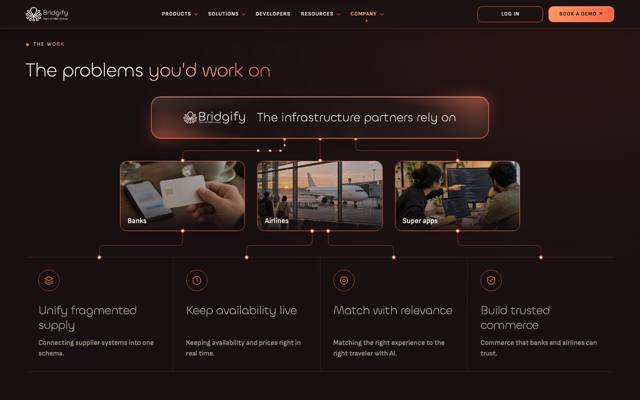 Bridgify
PRODUCTS
SOLUTIONS
DEVELOPERS
RESOURCES
COMPANY
LOG IN
BOOK A DEMO ↗
THE WORK
The problems you'd work on
Bridgify The infrastructure partners rely on
Banks
Airlines
Super apps
Unify fragmented
supply
Connecting supplier systems into one
schema.
Keep availability live
Keeping availability and prices right in
real time.
Match with relevance
Matching the right experience to the
right traveler with AI.
Build trusted
commerce
Commerce that banks and airlines can
trust.